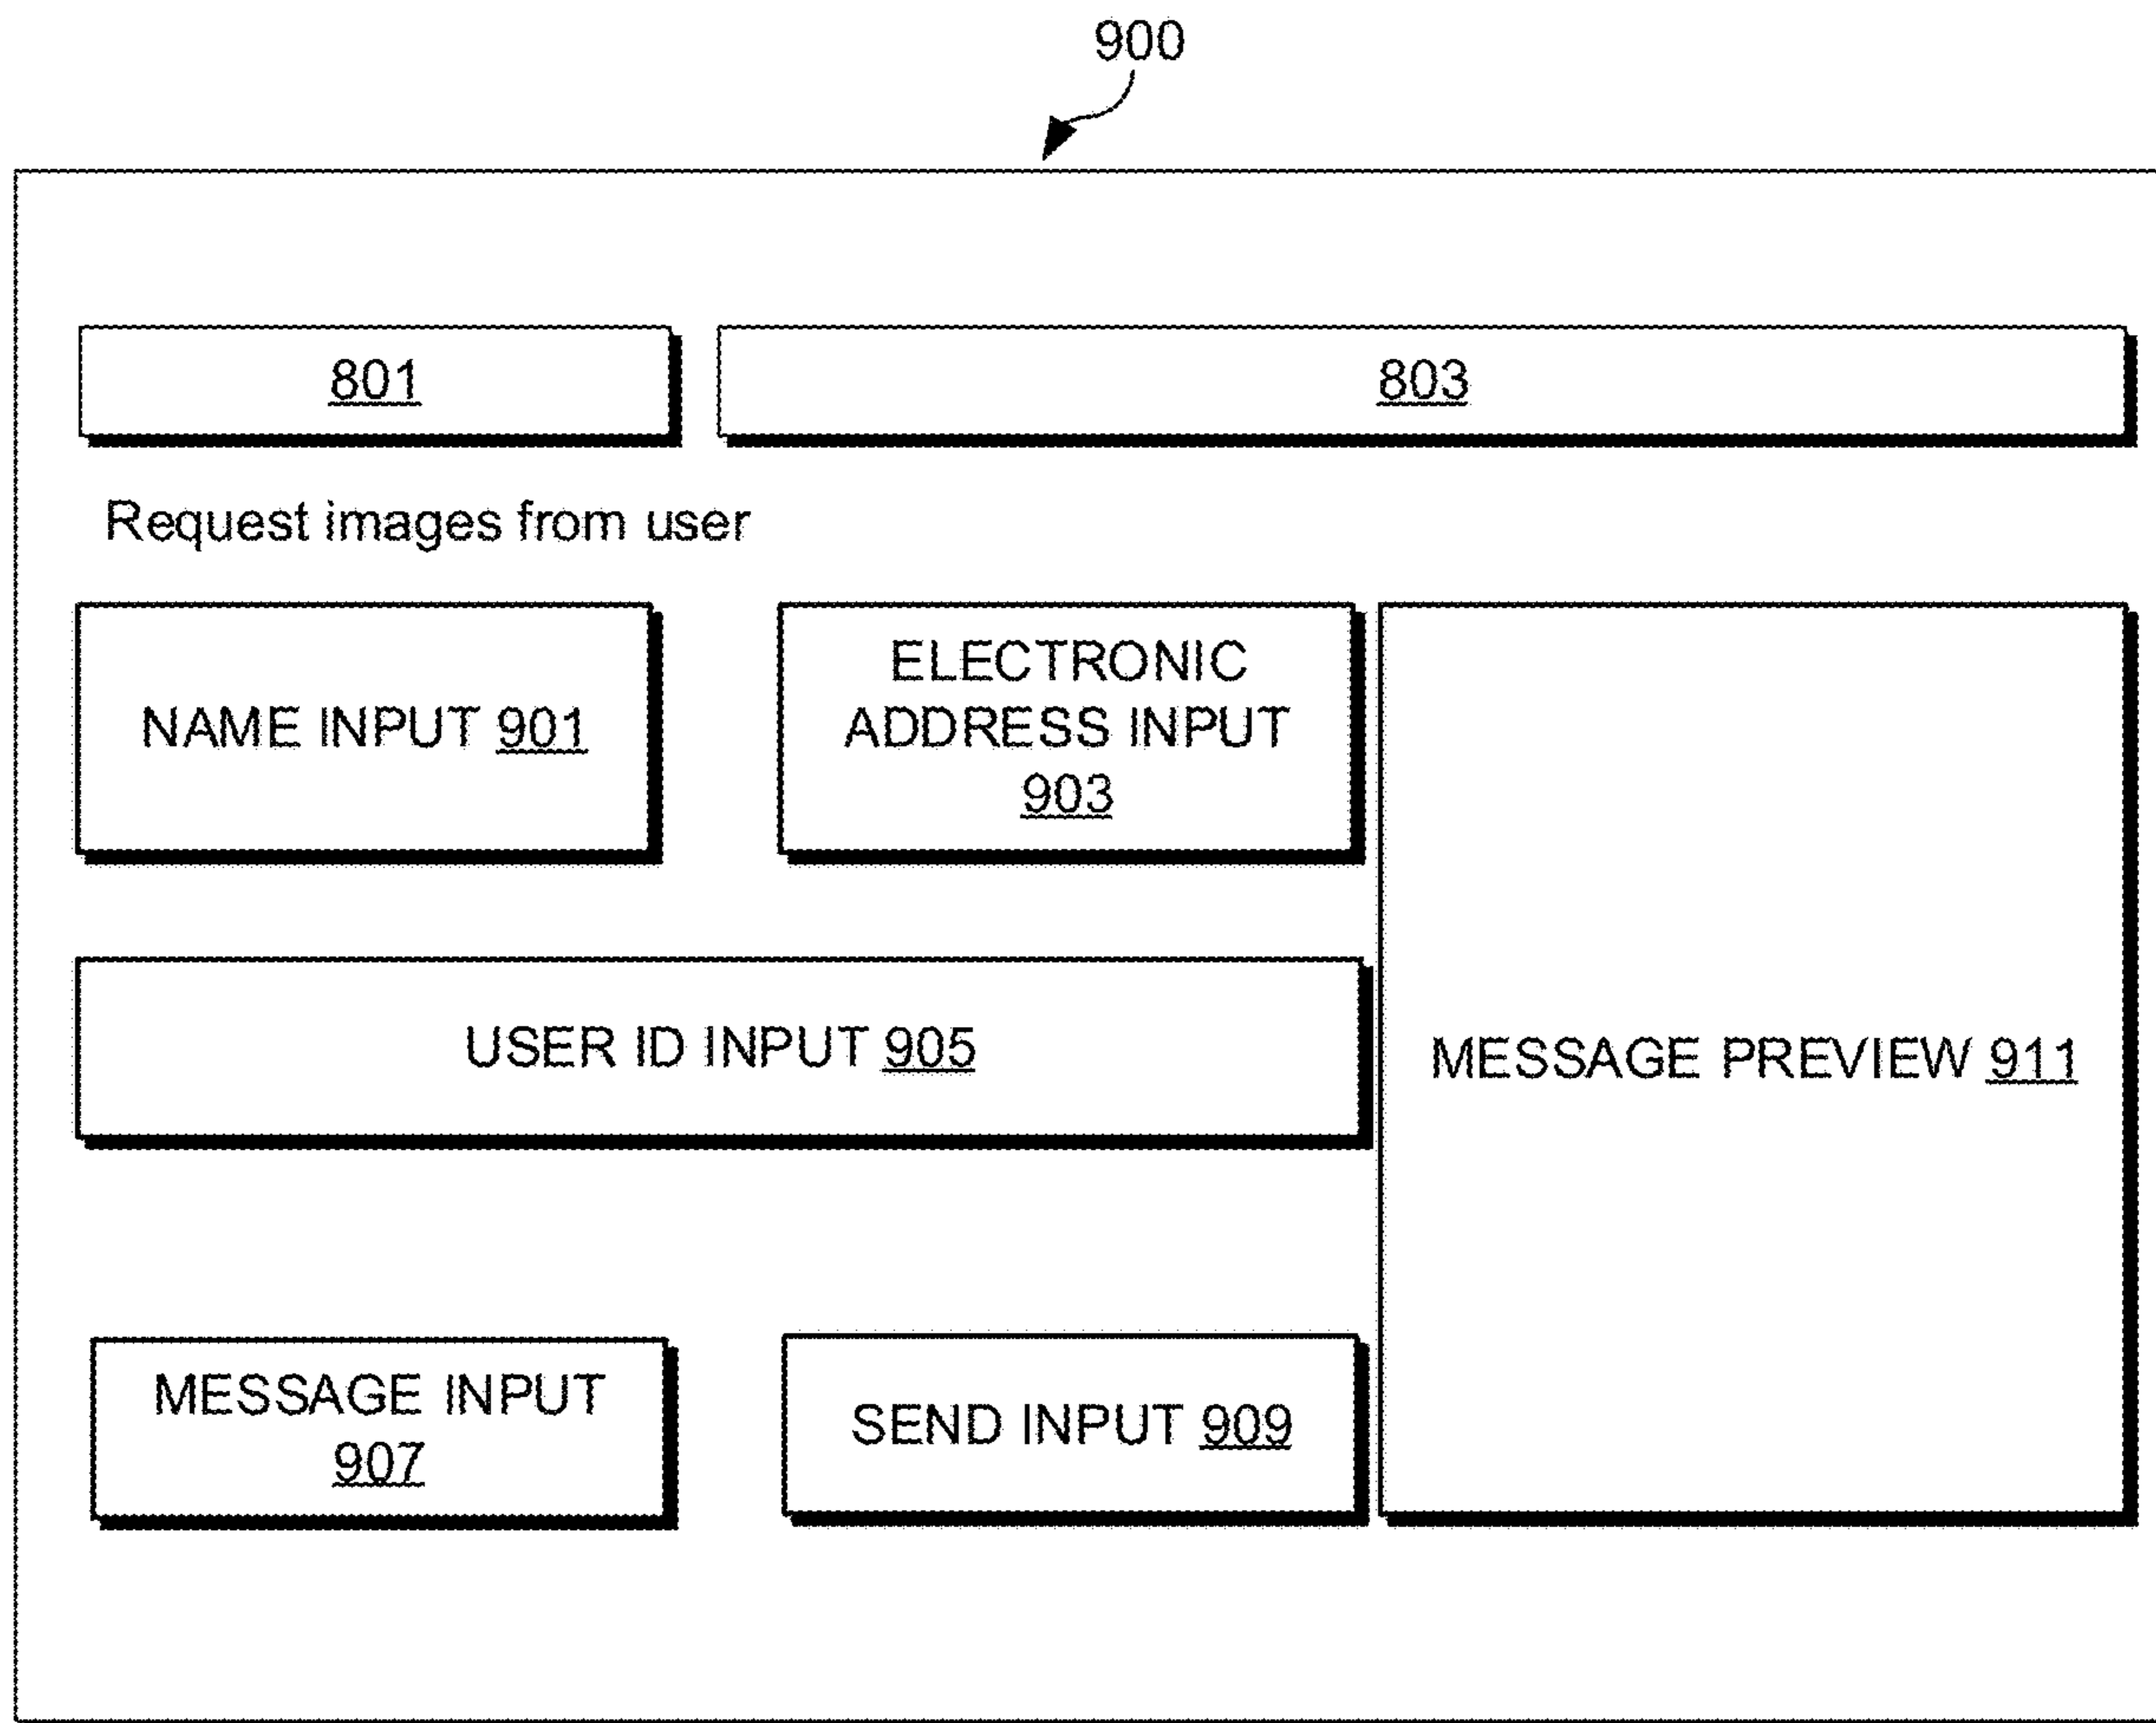 900
801
803
Request images from user
NAME INPUT 901
ELECTRONIC
ADDRESS INPUT
903
USER ID INPUT 905
MESSAGE PREVIEW 911
MESSAGE INPUT
907
SEND INPUT 909